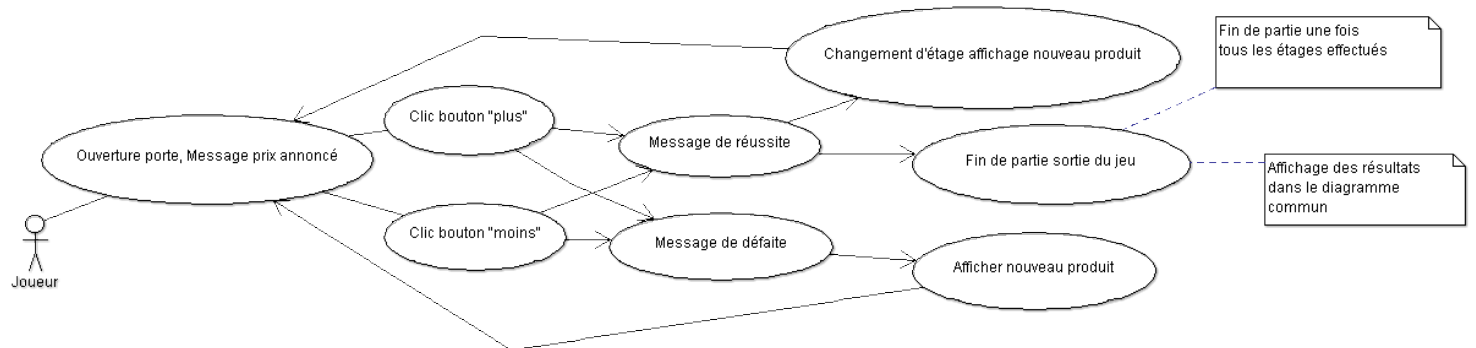 Changement d'étage affichage nouveau produit
Fin de partie une fois
tous les étages effectués
Clic bouton "plus"
Message de réussite
Ouverture porte, Message prix annoncé
Fin de partie sortie du jeu
Affichage des résultats
dans le diagramme
commun
Clic bouton "moins"
Message de défaite
Afficher nouveau produit
Joueur